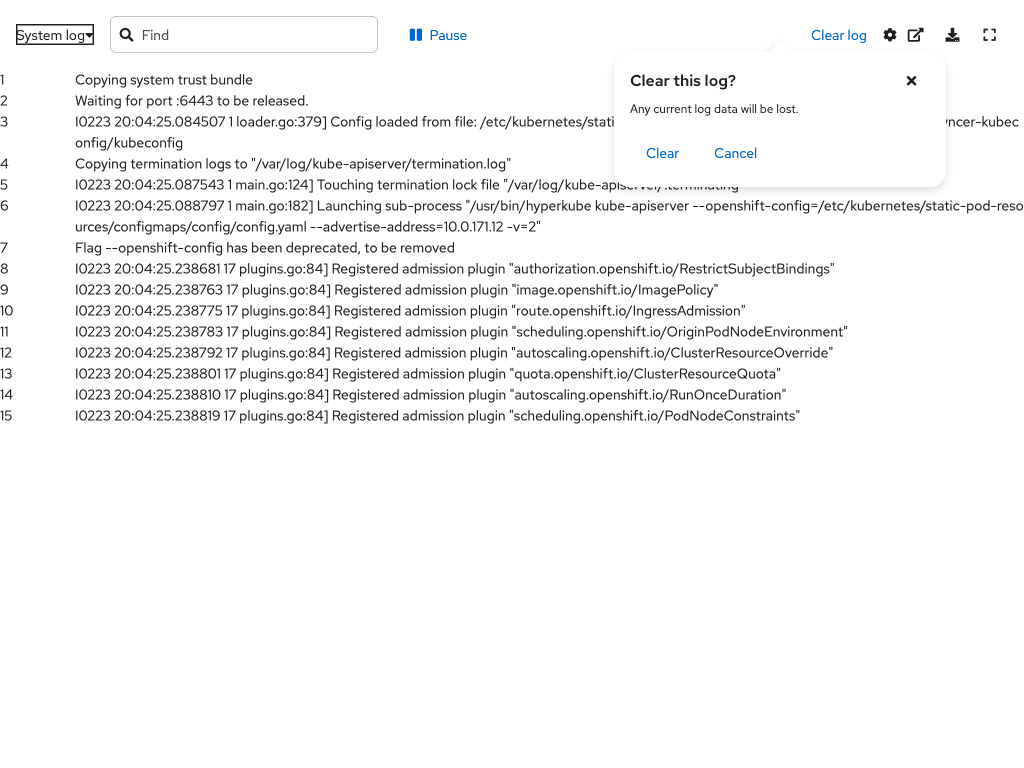 System log Find Pause Clear log
Clear this log?
Any current log data will be lost.
Clear Cancel
1 Copying system trust bundle
2 Waiting for port :6443 to be released.
3 I0223 20:04:25.084507 1 loader.go:379] Config loaded from file: /etc/kubernetes/stati yncer-kubec
onfig/kubeconfig
4 Copying termination logs to "/var/log/kube-apiserver/termination.log"
5 I0223 20:04:25.087543 1 main.go:124] Touching termination lock file "/var/log/kube-apiserver/.terminating"
6 I0223 20:04:25.088797 1 main.go:182] Launching sub-process "/usr/bin/hyperkube kube-apiserver --openshift-config=/etc/kubernetes/static-pod-reso
urces/configmaps/config/config.yaml --advertise-address=10.0.171.12 -v=2"
7 Flag --openshift-config has been deprecated, to be removed
8 I0223 20:04:25.238681 17 plugins.go:84] Registered admission plugin "authorization.openshift.io/RestrictSubjectBindings"
9 I0223 20:04:25.238763 17 plugins.go:84] Registered admission plugin "image.openshift.io/ImagePolicy"
10 I0223 20:04:25.238775 17 plugins.go:84] Registered admission plugin "route.openshift.io/IngressAdmission"
11 I0223 20:04:25.238783 17 plugins.go:84] Registered admission plugin "scheduling.openshift.io/OriginPodNodeEnvironment"
12 I0223 20:04:25.238792 17 plugins.go:84] Registered admission plugin "autoscaling.openshift.io/ClusterResourceOverride"
13 I0223 20:04:25.238801 17 plugins.go:84] Registered admission plugin "quota.openshift.io/ClusterResourceQuota"
14 I0223 20:04:25.238810 17 plugins.go:84] Registered admission plugin "autoscaling.openshift.io/RunOnceDuration"
15 I0223 20:04:25.238819 17 plugins.go:84] Registered admission plugin "scheduling.openshift.io/PodNodeConstraints"